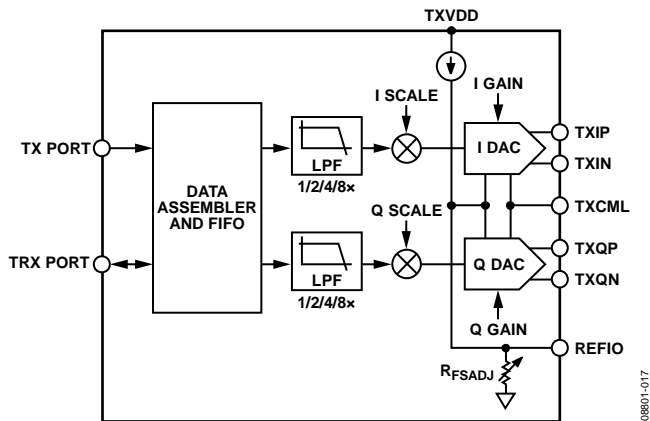 TXVDD
I SCALE
I GAIN
TX PORT
DATA
ASSEMBLER
AND FIFO
LPF
1/2/4/8×
I DAC
TXIP
TXIN
TXCML
Q SCALE
TRX PORT
LPF
1/2/4/8×
Q DAC
TXQP
TXQN
Q GAIN
REFIO
RFSADJ
08801-017